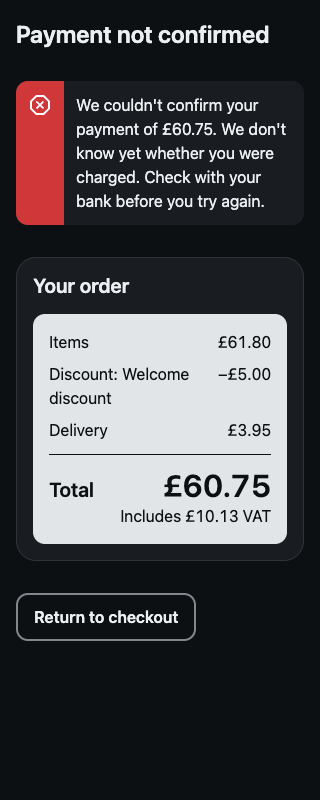 Payment not confirmed
We couldn't confirm your
payment of £60.75. We don't
know yet whether you were
charged. Check with your
bank before you try again.
Your order
Items £61.80
Discount: Welcome −£5.00
discount
Delivery £3.95
Total £60.75
Includes £10.13 VAT
Return to checkout